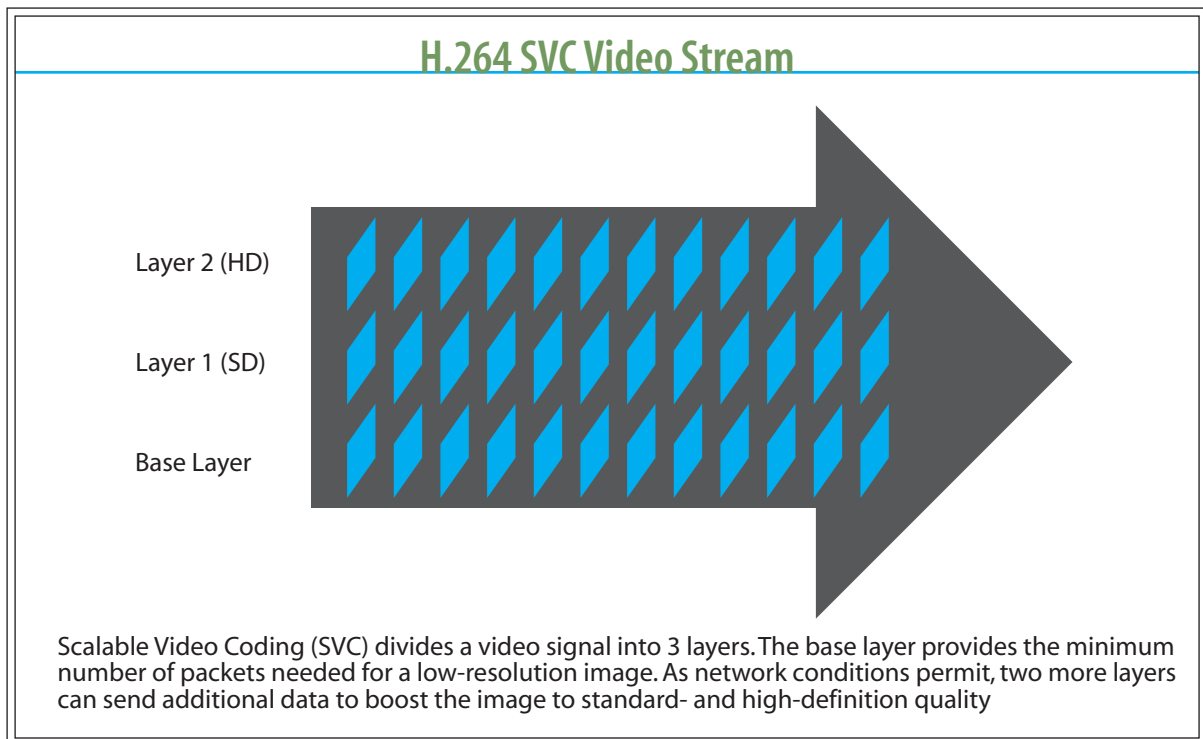 H.264 SVC Video Stream
Layer 2 (HD)
Layer 1 (SD)
Base Layer
Scalable Video Coding (SVC) divides a video signal into 3 layers. The base layer provides the minimum
number of packets needed for a low-resolution image. As network conditions permit, two more layers
can send additional data to boost the image to standard- and high-definition quality